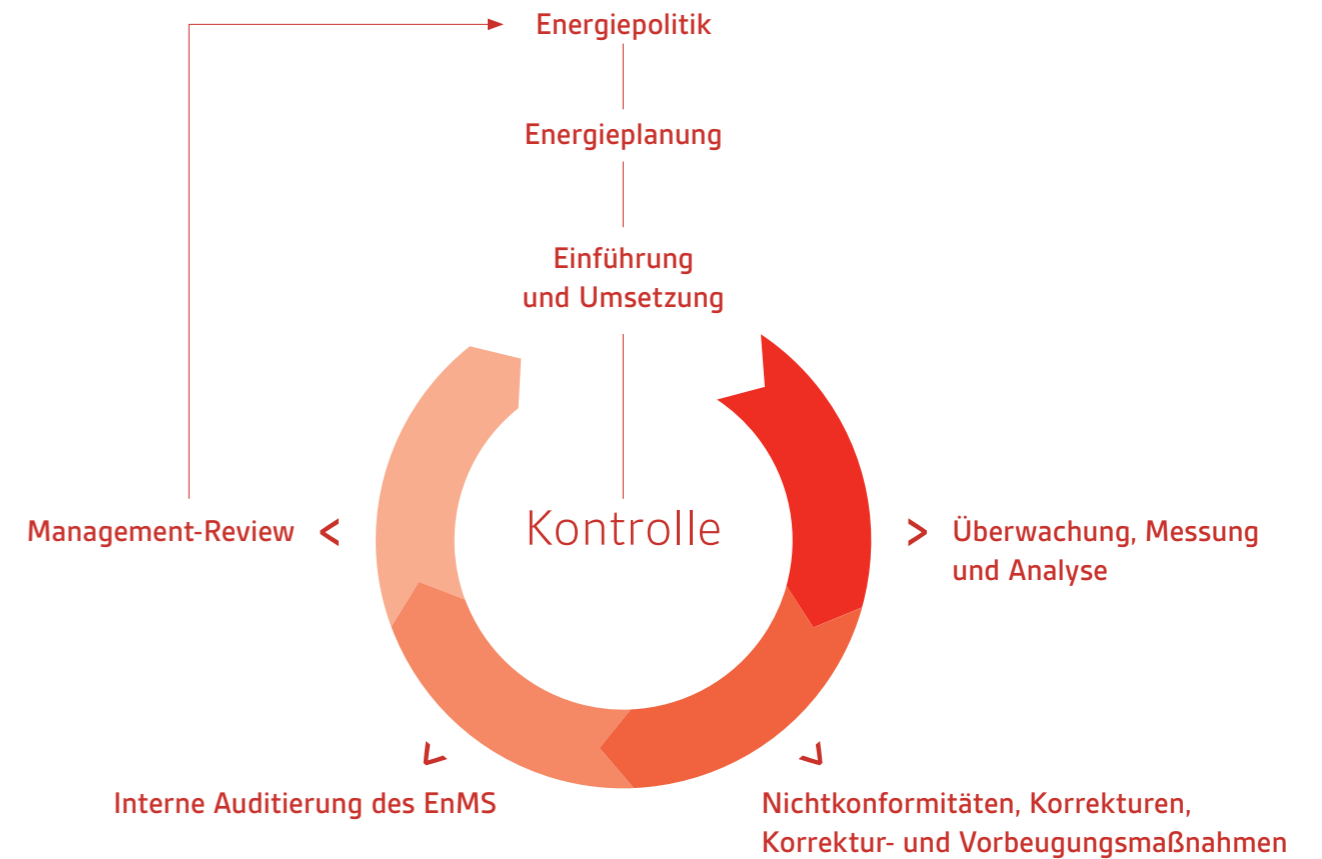 Energiepolitik
Energieplanung
Einführung
und Umsetzung
Kontrolle
Management-Review
Überwachung, Messung
und Analyse
Interne Auditierung des EnMS
Nichtkonformitäten, Korrekturen,
Korrektur- und Vorbeugungsmaßnahmen